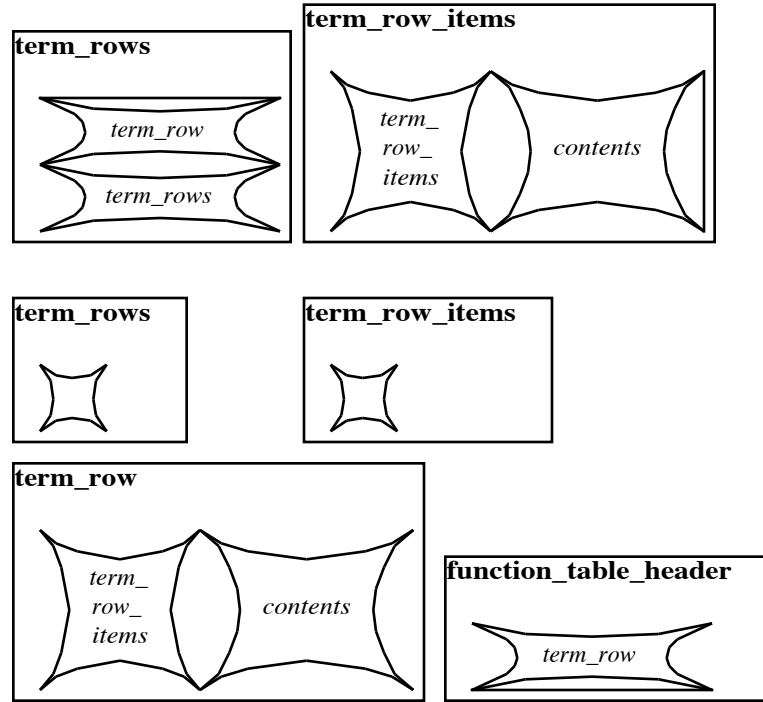 term_rows
term_row
term_rows
term_row_items
term_
row_
items
contents
term_rows
term_row_items
term_row
term_
row_
items
contents
function_table_header
term_row